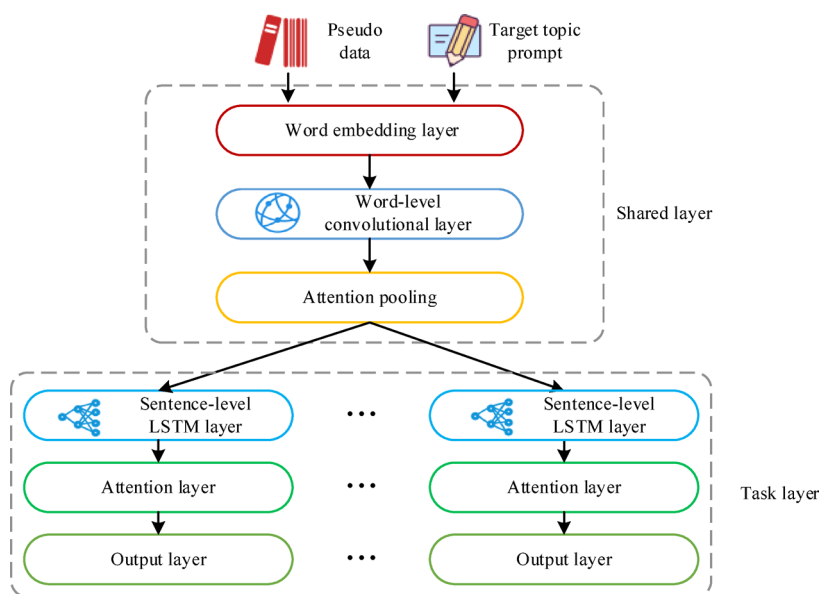 Pseudo
data
Target topic
prompt
Word embedding layer
Word-level
convolutional layer
Shared layer
Attention pooling
Sentence-level
LSTM layer
...
Sentence-level
LSTM layer
Attention layer
...
Attention layer
Task layer
Output layer
...
Output layer